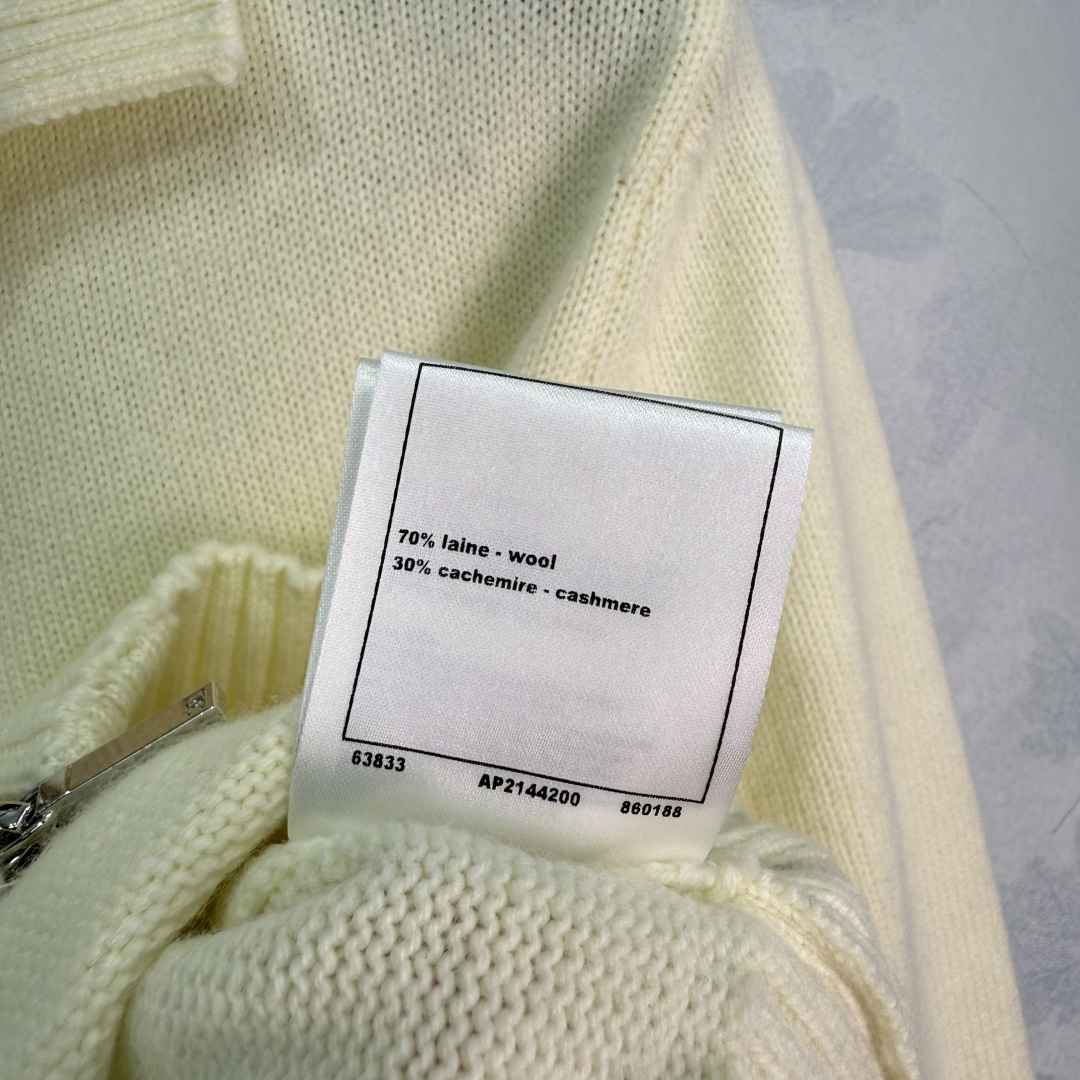 70% laine - wool
30% cachemire - cashmere
63833 AP2144200 860188